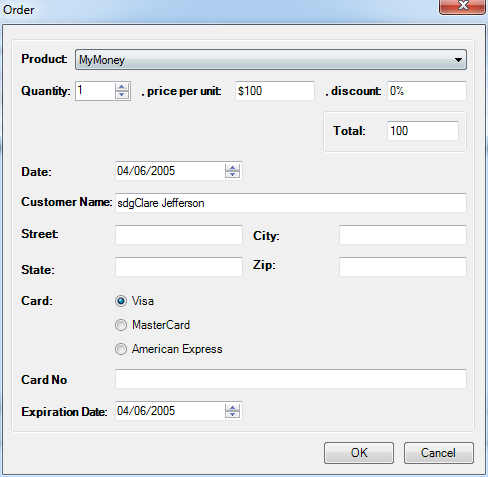 Order
Product: MyMoney
Quantity: 1 , price per unit: $100 , discount: 0%
Total: 100
Date: 04/06/2005
Customer Name: sdgClare Jefferson
Street: City:
State: Zip:
Card: Visa
MasterCard
American Express
Card No
Expiration Date: 04/06/2005
OK Cancel